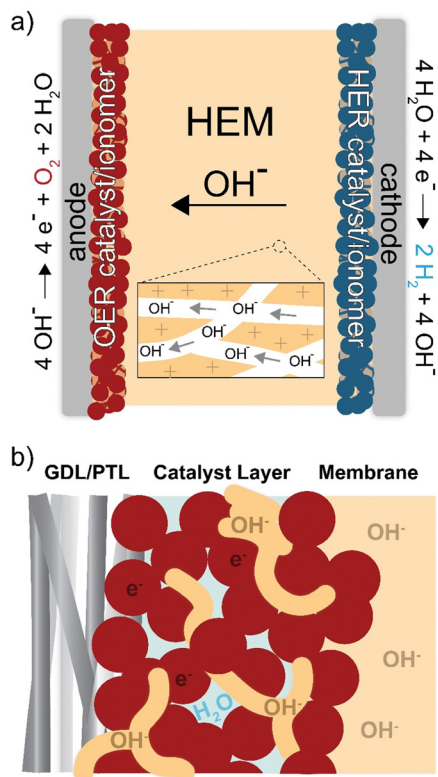 a)
4 OH⁻ → 4 e⁻ + O₂ + 2 H₂O
anode
OER catalyst/ionomer
HEM
OH⁻
HER catalyst/ionomer
cathode
4 H₂O + 4 e⁻ → 2 H₂ + 4 OH⁻
+ + + + +
OH⁻ OH⁻
+ OH⁻ + +
OH⁻ OH⁻ OH⁻
+ + +
b)
GDL/PTL Catalyst Layer Membrane
OH⁻
OH⁻
e⁻
e⁻
OH⁻
e⁻
H₂O
OH⁻
OH⁻
OH⁻